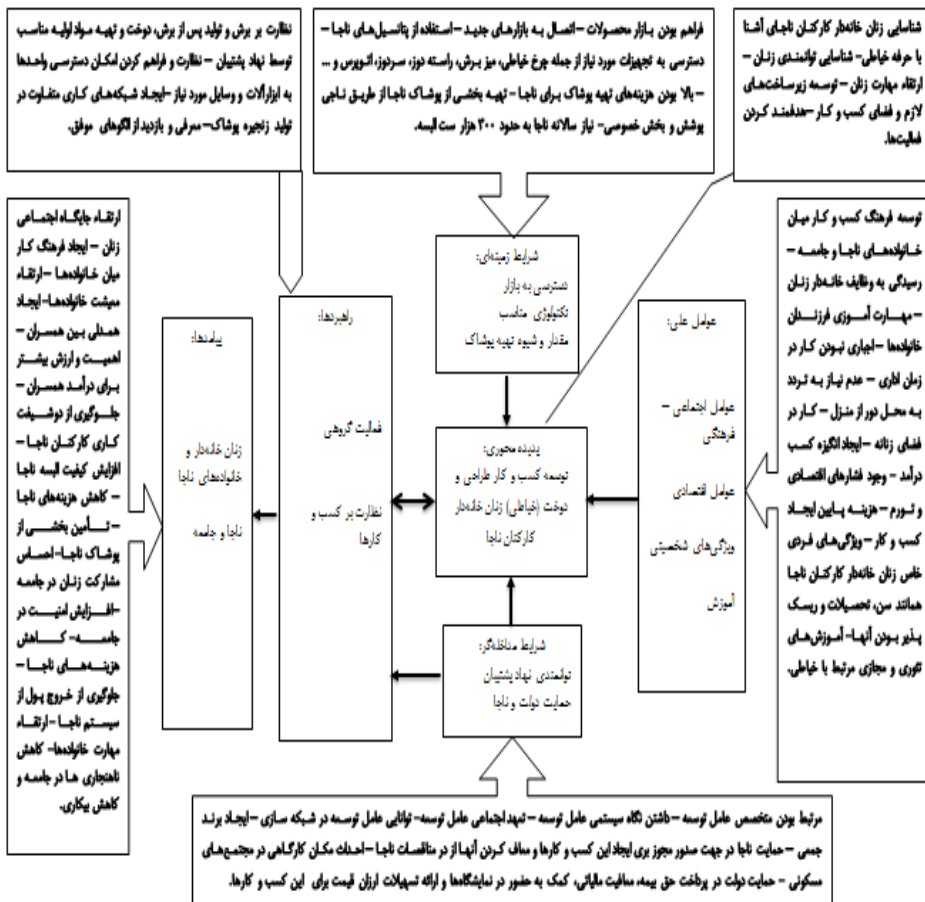 شناسایی زنان خانه‌دار کارکنان ناجای آشنا
با حرفه خیاطی- شناسایی توانمندی زنان –
ارتقاء مهارت زنان – توسعه زیرساخت‌های
لازم و فضای کسب و کار –هدفمند کردن
فعالیت‌ها.
فراهم بودن بازار محصولات – اتصال به بازارهای جدید – استفاده از پتانسیل‌های ناجا –
دسترسی به تجهیزات مورد نیاز از جمله چرخ خیاطی، میز برش، راسته دوز، سردوز، اتوپرس و ...
– بالا بودن هزینه‌های تهیه پوشاک برای ناجا – تهیه بخشی از پوشاک ناجا از طریق ناجی
پوشش و بخش خصوصی- نیاز سالانه ناجا به حدود ۳۰۰ هزار ست البسه.
نظارت بر برش و تولید پس از برش، دوخت و تهیه مواد اولیه مناسب
توسط نهاد پشتیبان – نظارت و فراهم کردن امکان دسترسی واحدها
به ابزارآلات و وسایل مورد نیاز –ایجاد شبکه‌های کاری متفاوت در
تولید زنجیره پوشاک– معرفی و بازدید از الگوهای موفق.
توسعه فرهنگ کسب و کار میان
خانواده‌های ناجا و جامعه –
رسیدگی به وظایف خانه‌دار زنان
– مهارت آموزی فرزندان
خانواده‌ها – اجباری نبودن کار در
زمان اداری – عدم نیاز به تردد
به محل دور از منزل – کار در
فضای زنانه – ایجاد انگیزه کسب
درآمد – وجود فشارهای اقتصادی
و تورم – هزینه پایین ایجاد
کسب و کار – ویژگی‌های فردی
خاص زنان خانه‌دار کارکنان ناجا
همانند سن، تحصیلات و ریسک
پذیر بودن آنها – آموزش‌های
تئوری و مجازی مرتبط با خیاطی.
عوامل علی:
عوامل اجتماعی –
فرهنگی
عوامل اقتصادی
ویژگی‌های شخصیتی
آموزش
شرایط زمینه‌ای:
دسترسی به بازار
تکنولوژی مناسب
مقدار و شیوه تهیه پوشاک
پدیده محوری:
توسعه کسب و کار طراحی و
دوخت (خیاطی) زنان خانه‌دار
کارکنان ناجا
شرایط مداخله‌گر:
توانمندی نهاد پشتیبان
حمایت دولت و ناجا
راهبردها:
فعالیت گروهی
نظارت بر کسب و
کارها
پیامدها:
زنان خانه‌دار و
خانواده‌های ناجا
ناجا و جامعه
ارتقاء جایگاه اجتماعی
زنان – ایجاد فرهنگ کار
میان خانواده‌ها – ارتقاء
معیشت خانواده‌ها- ایجاد
همدلی بین همسران –
اهمیت و ارزش بیشتر
برای درآمد همسران –
جلوگیری از دوشیفت
کاری کارکنان ناجا –
افزایش کیفیت البسه ناجا
– کاهش هزینه‌های ناجا
– تأمین بخشی از
پوشاک ناجا – احساس
مشارکت زنان در جامعه
–افزایش امنیت در
جامعه- کاهش
هزینه‌های ناجا –
جلوگیری از خروج پول از
سیستم ناجا – ارتقاء
مهارت خانواده‌ها- کاهش
ناهنجاری ها در جامعه و
کاهش بیکاری.
مرتبط بودن متخصص عامل توسعه – داشتن نگاه سیستمی عامل توسعه – تعهد اجتماعی عامل توسعه- توانایی عامل توسعه در شبکه سازی – ایجاد برند
جمعی – حمایت ناجا در جهت صدور مجوز بری ایجاد این کسب و کارها و معاف کردن آنها از در مناقصات ناجا – احداث مکان کارگاهی در مجتمع‌های
مسکونی – حمایت دولت در پرداخت حق بیمه، معافیت مالیاتی، کمک به حضور در نمایشگاه‌ها و ارائه تسهیلات ارزان قیمت برای این کسب و کارها.